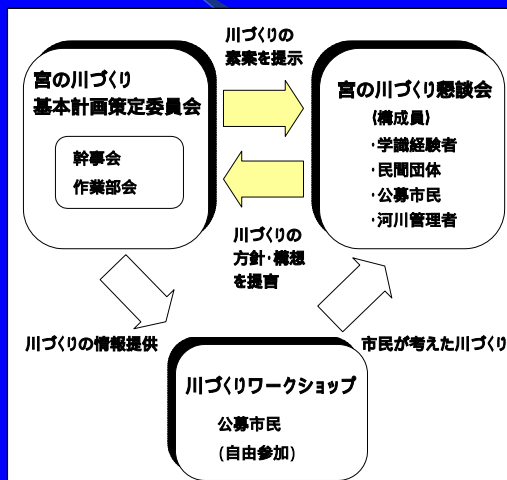 川づくりの
素案を提示
宮の川づくり
基本計画策定委員会
幹事会
作業部会
宮の川づくり懇談会
(構成員)
・学識経験者
・民間団体
・公募市民
・河川管理者
川づくりの
方針・構想
を提言
川づくりの情報提供
市民が考えた川づくり
川づくりワークショップ
公募市民
(自由参加)